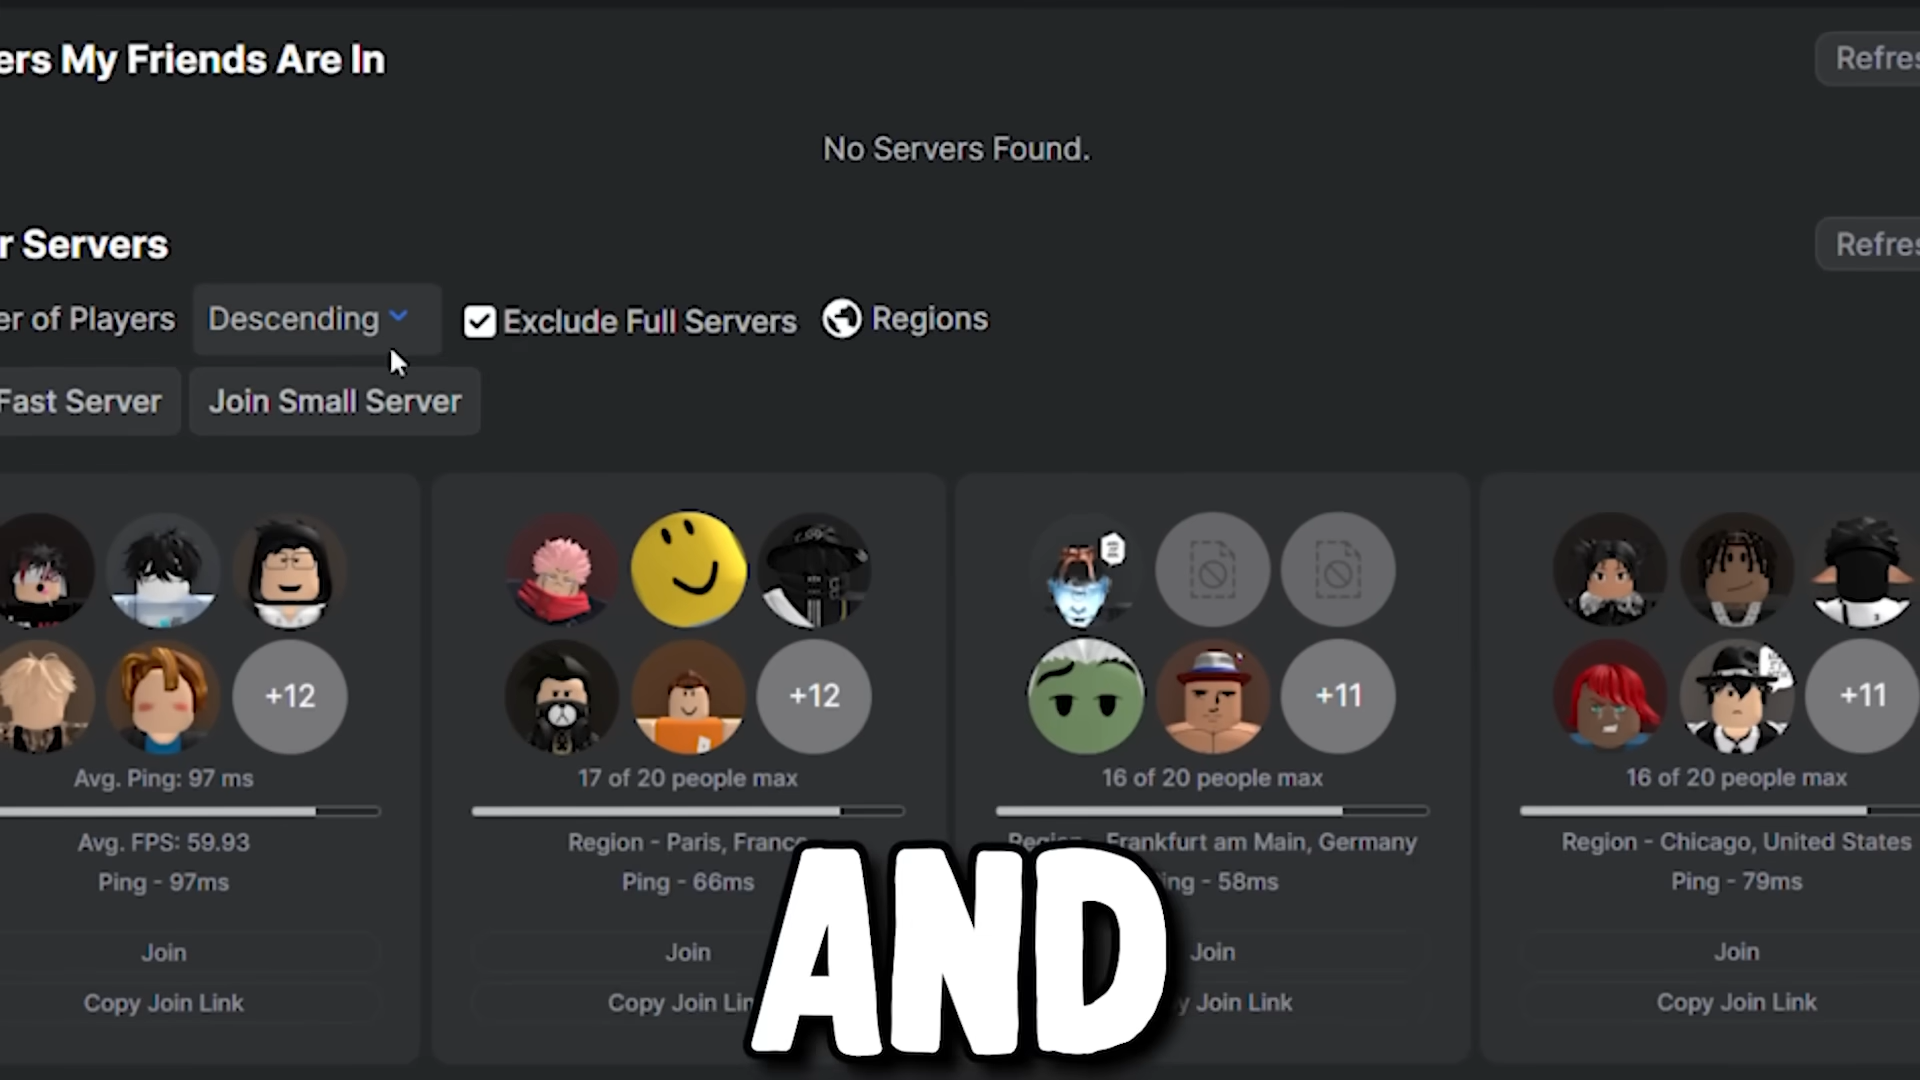 ers My Friends Are In
Refres
No Servers Found.
r Servers
Refres
er of Players
Descending
Exclude Full Servers
Regions
Fast Server
Join Small Server
+12
Avg. Ping: 97 ms
Avg. FPS: 59.93
Ping - 97ms
Join
Copy Join Link
+12
17 of 20 people max
Region - Paris, France
Ping - 66ms
Join
Copy Join Lin
+11
16 of 20 people max
Region - Frankfurt am Main, Germany
ing - 58ms
Join
y Join Link
+11
16 of 20 people max
Region - Chicago, United States
Ping - 79ms
Join
Copy Join Link
AND